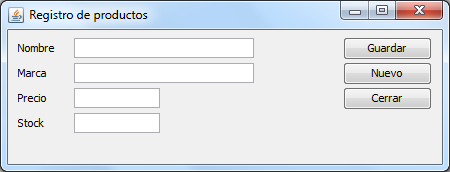 Registro de productos
Nombre
Guardar
Marca
Nuevo
Precio
Cerrar
Stock